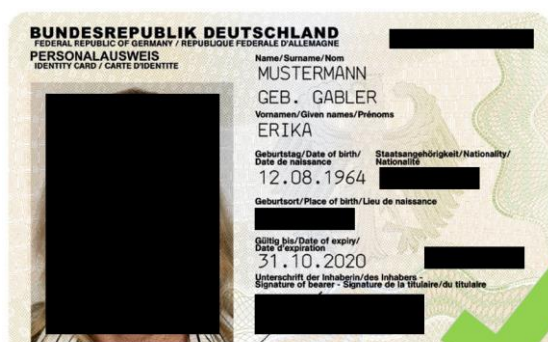 BUNDESREPUBLIK DEUTSCHLAND
FEDERAL REPUBLIC OF GERMANY / REPUBLIQUE FEDERALE D'ALLEMAGNE
PERSONALAUSWEIS
IDENTITY CARD / CARTE D'IDENTITE
Name/Surname/Nom
MUSTERMANN
GEB. GABLER
Vornamen/Given names/Prénoms
ERIKA
Geburtstag/Date of birth/
Date de naissance
Staatsangehörigkeit/Nationality/
Nationalité
12.08.1964
Geburtsort/Place of birth/Lieu de naissance
Gültig bis/Date of expiry/
Date d'expiration
31.10.2020
Unterschrift der Inhaberin/des Inhabers -
Signature of bearer - Signature de la titulaire/du titulaire